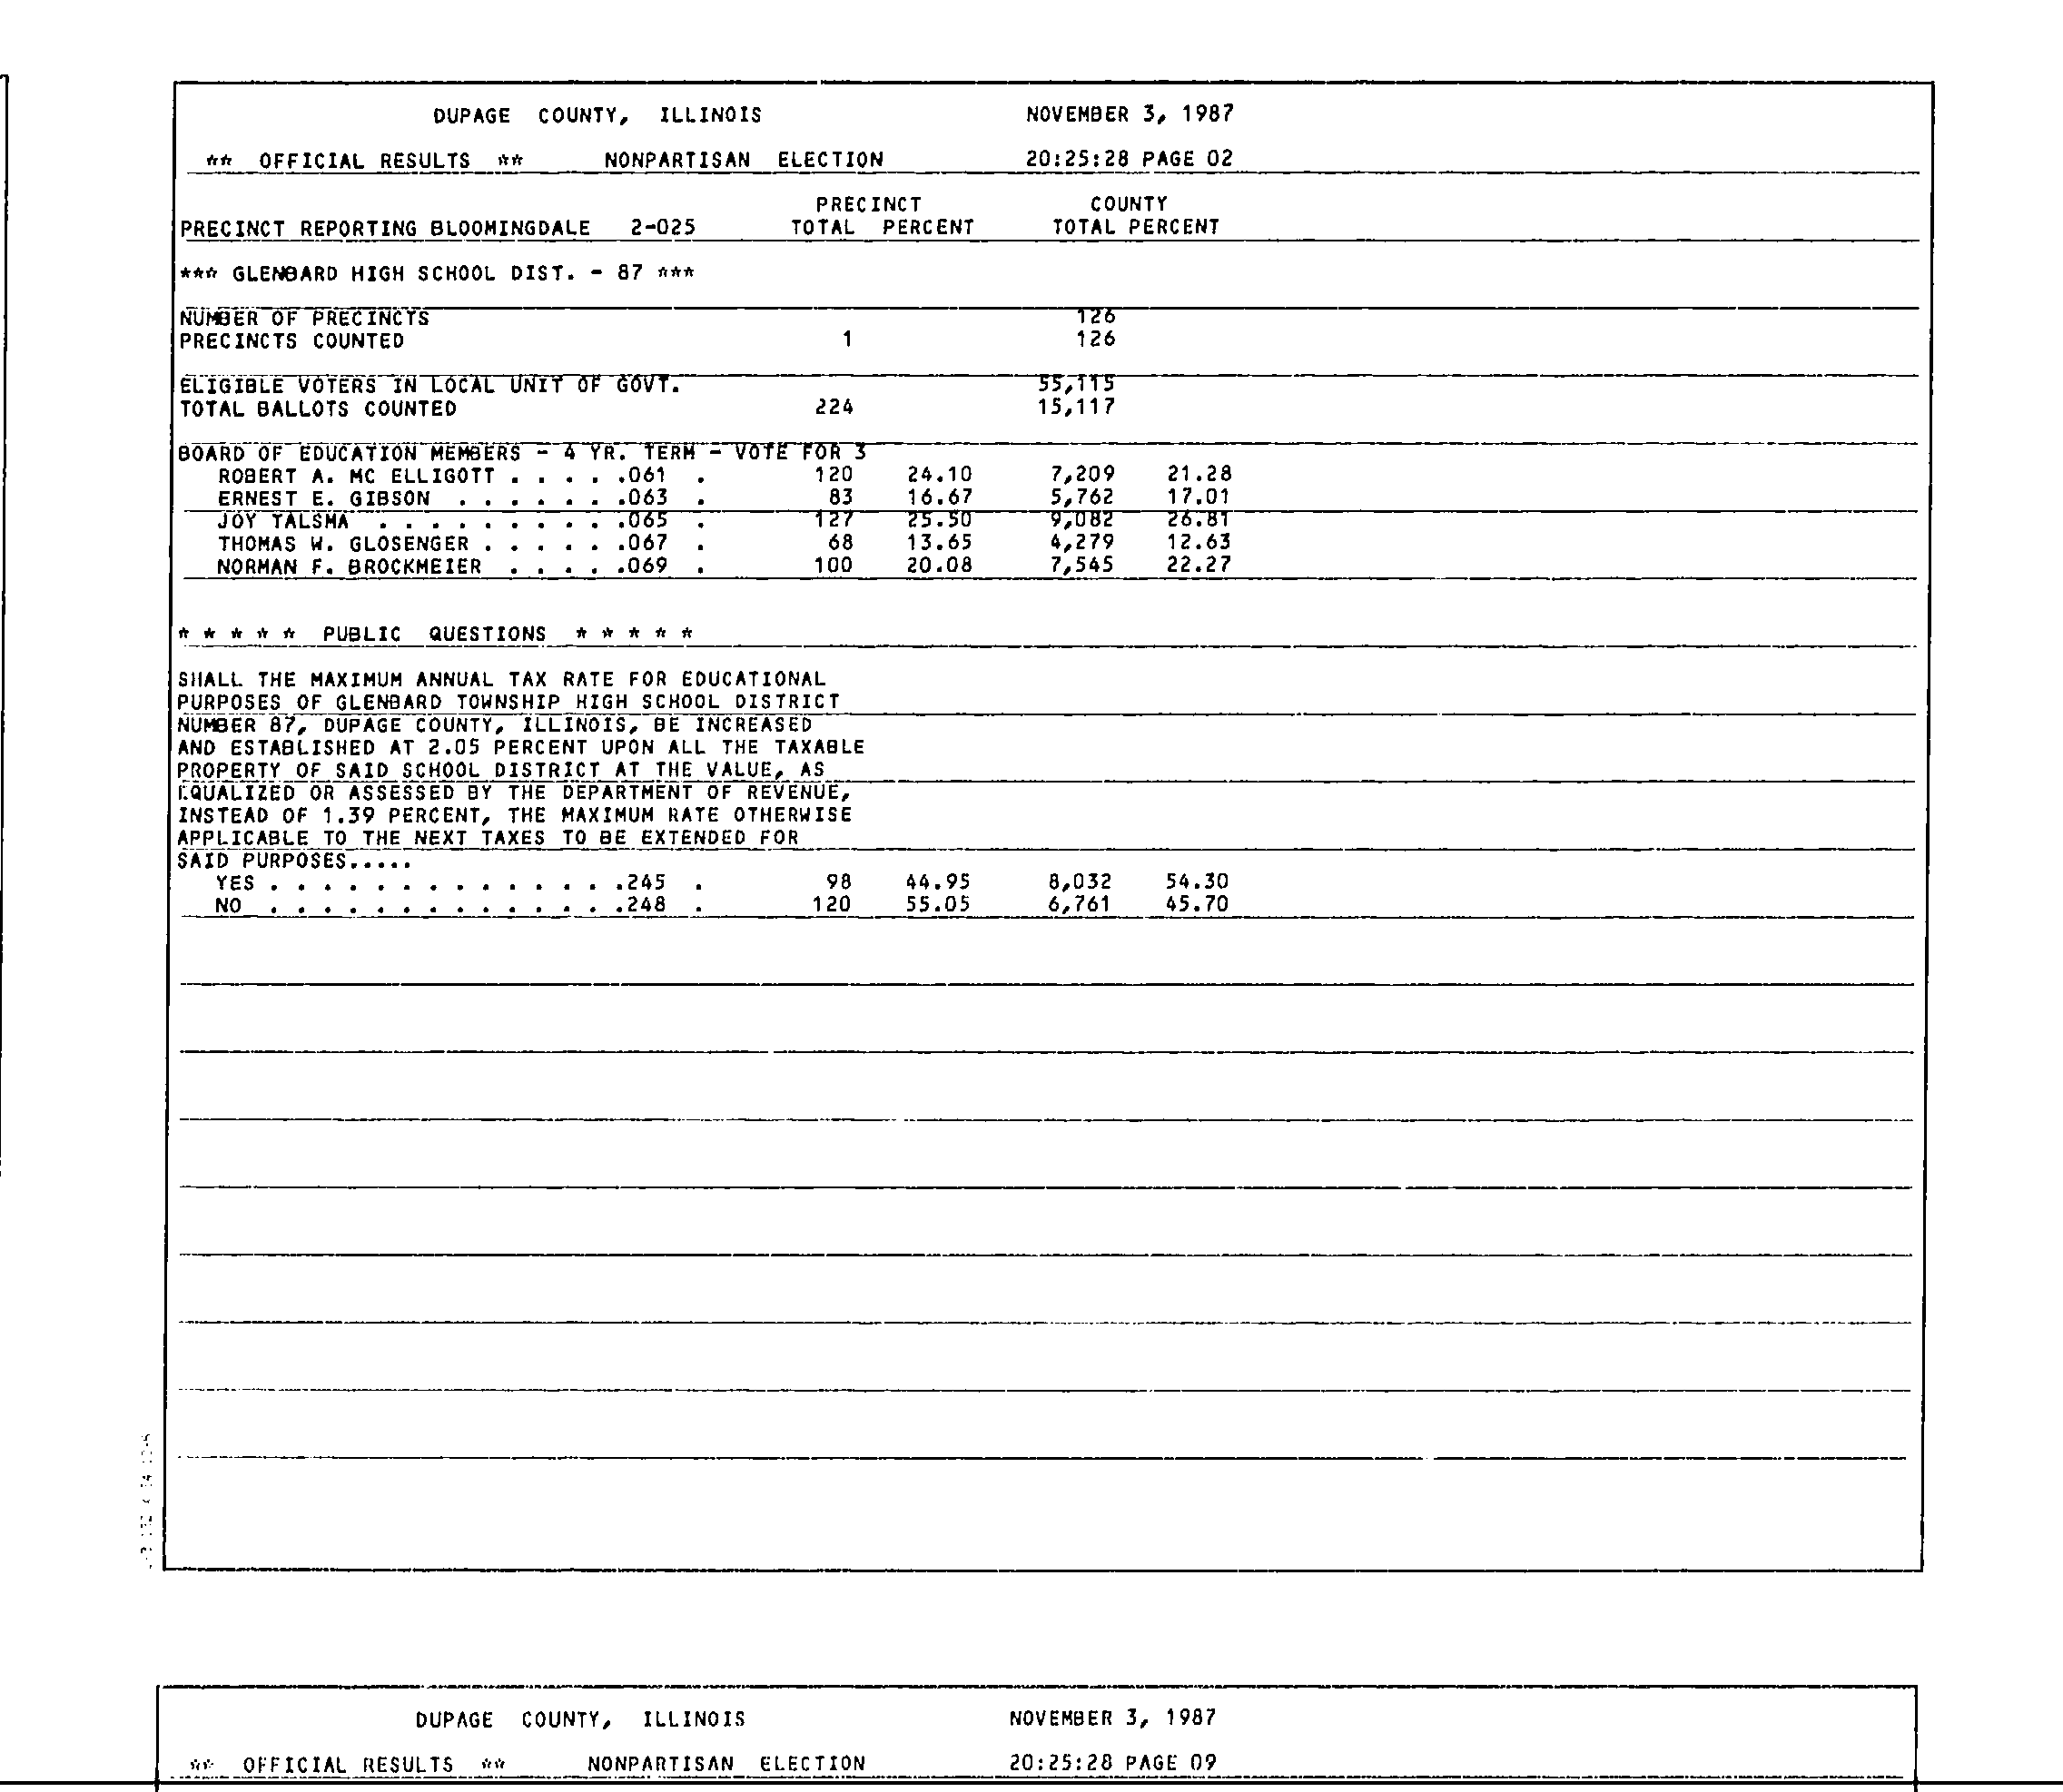 DUPAGE COUNTY, ILLINOIS NOVEMBER 3, 1987
** OFFICIAL RESULTS ** NONPARTISAN ELECTION 20:25:28 PAGE 02
PRECINCT COUNTY
PRECINCT REPORTING BLOOMINGDALE 2-025 TOTAL PERCENT TOTAL PERCENT
*** GLENBARD HIGH SCHOOL DIST. - 87 ***
NUMBER OF PRECINCTS 126
PRECINCTS COUNTED 1 126
ELIGIBLE VOTERS IN LOCAL UNIT OF GOVT. 55,115
TOTAL BALLOTS COUNTED 224 15,117
BOARD OF EDUCATION MEMBERS - 4 YR. TERM - VOTE FOR 3
ROBERT A. MC ELLIGOTT . . . . .061 . 120 24.10 7,209 21.28
ERNEST E. GIBSON . . . . . . .063 . 83 16.67 5,762 17.01
JOY TALSMA . . . . . . . . . .065 . 127 25.50 9,082 26.81
THOMAS W. GLOSENGER . . . . . .067 . 68 13.65 4,279 12.63
NORMAN F. BROCKMEIER . . . . .069 . 100 20.08 7,545 22.27
* * * * * PUBLIC QUESTIONS * * * * *
SHALL THE MAXIMUM ANNUAL TAX RATE FOR EDUCATIONAL
PURPOSES OF GLENBARD TOWNSHIP HIGH SCHOOL DISTRICT
NUMBER 87, DUPAGE COUNTY, ILLINOIS, BE INCREASED
AND ESTABLISHED AT 2.05 PERCENT UPON ALL THE TAXABLE
PROPERTY OF SAID SCHOOL DISTRICT AT THE VALUE, AS
EQUALIZED OR ASSESSED BY THE DEPARTMENT OF REVENUE,
INSTEAD OF 1.39 PERCENT, THE MAXIMUM RATE OTHERWISE
APPLICABLE TO THE NEXT TAXES TO BE EXTENDED FOR
SAID PURPOSES.....
YES . . . . . . . . . . . . . .245 . 98 44.95 8,032 54.30
NO . . . . . . . . . . . . . .248 . 120 55.05 6,761 45.70
DUPAGE COUNTY, ILLINOIS NOVEMBER 3, 1987
** OFFICIAL RESULTS ** NONPARTISAN ELECTION 20:25:28 PAGE 09